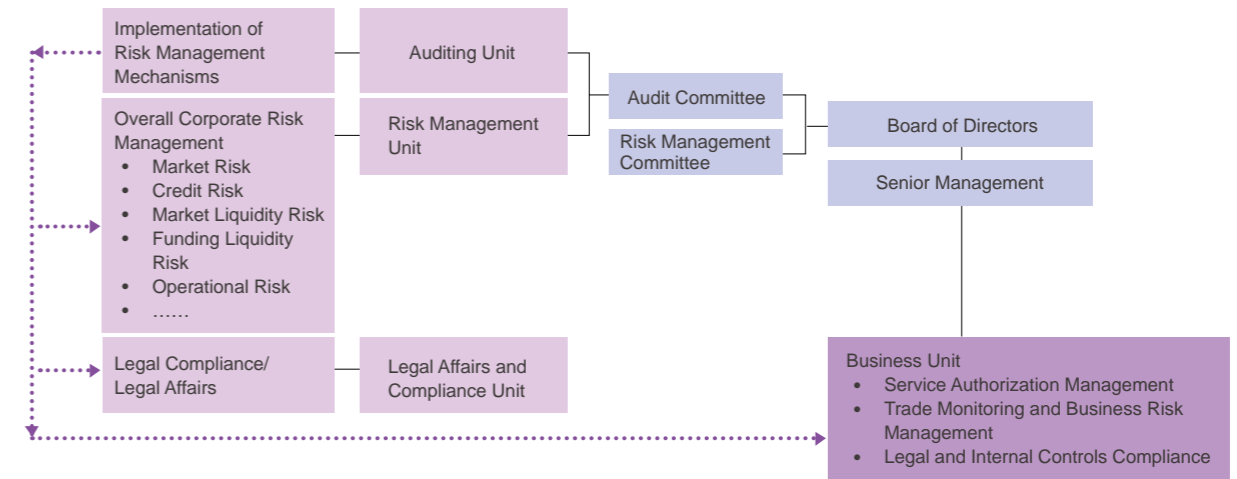 Implementation of
Risk Management
Mechanisms
Auditing Unit
Overall Corporate Risk
Management
• Market Risk
• Credit Risk
• Market Liquidity Risk
• Funding Liquidity
Risk
• Operational Risk
• ……
Risk Management
Unit
Legal Compliance/
Legal Affairs
Legal Affairs and
Compliance Unit
Audit Committee
Risk Management
Committee
Board of Directors
Senior Management
Business Unit
• Service Authorization Management
• Trade Monitoring and Business Risk
Management
• Legal and Internal Controls Compliance